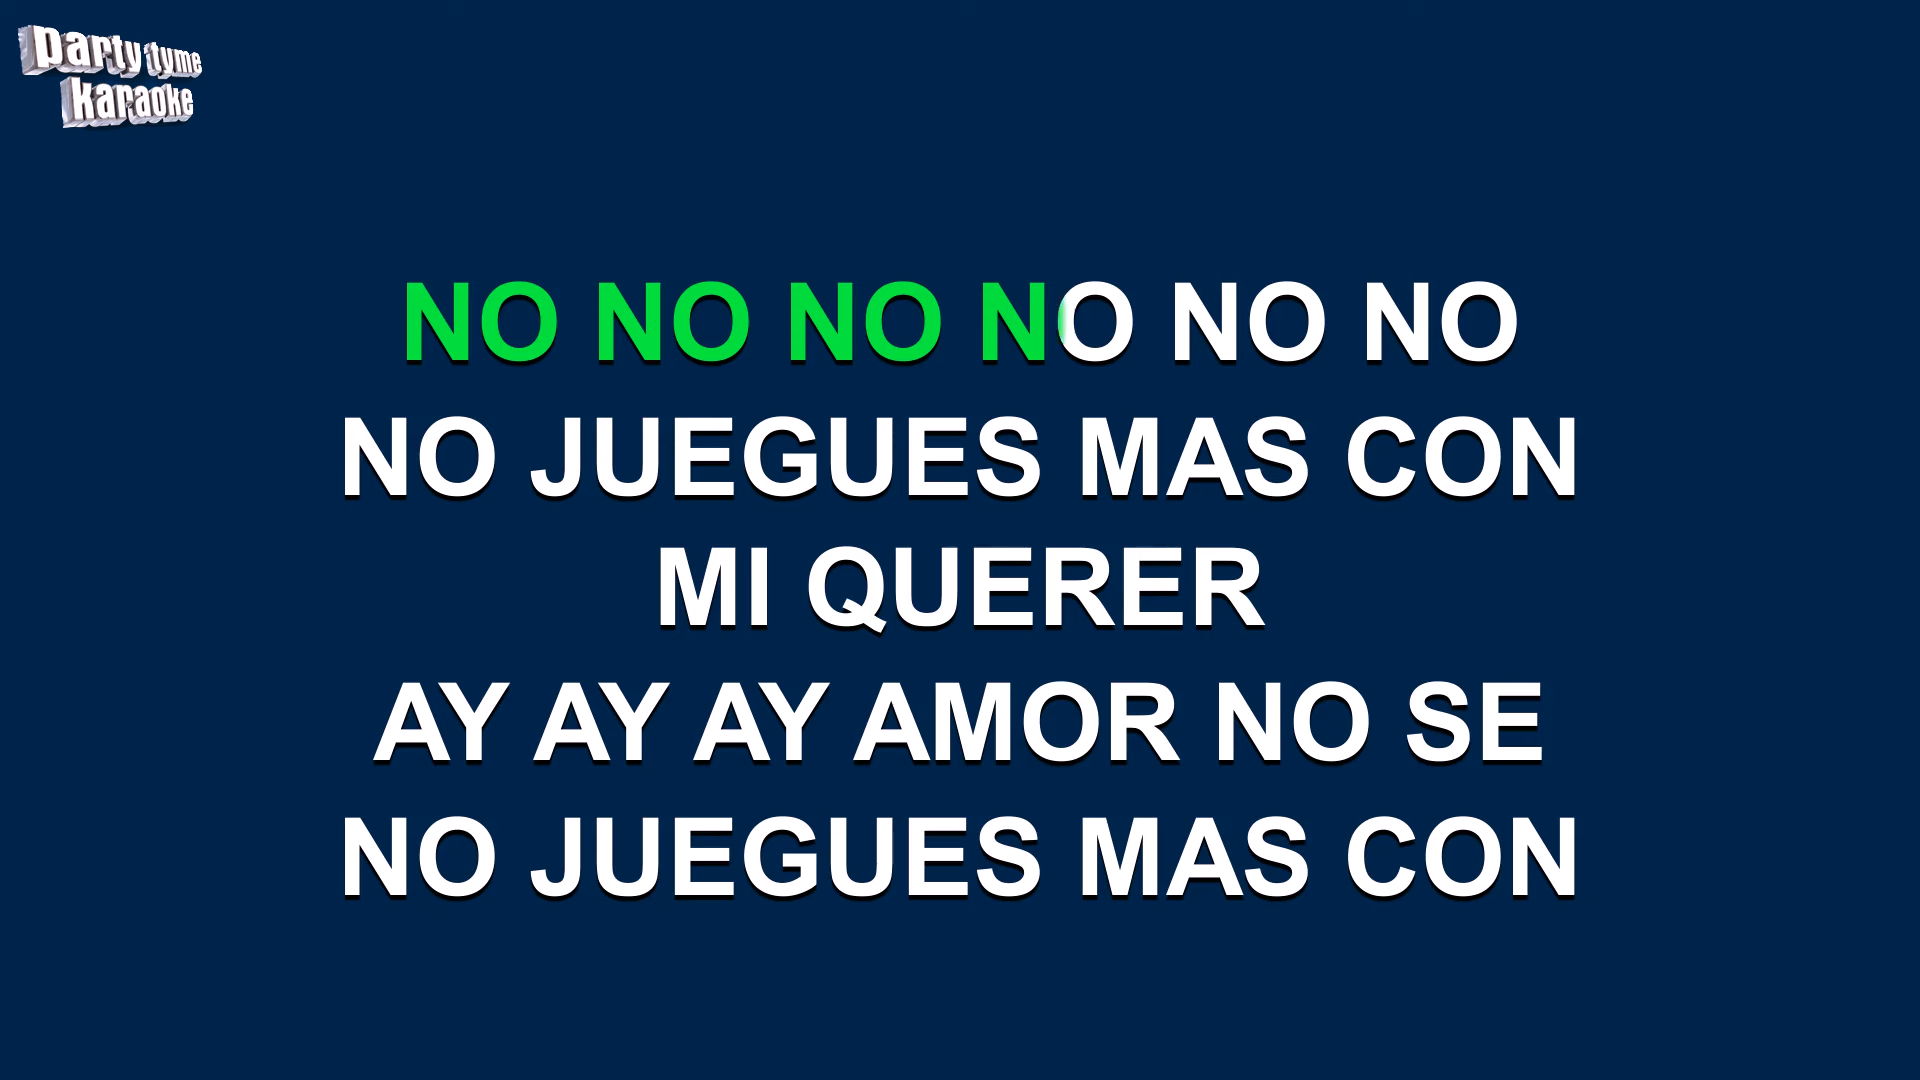 party tyme
karaoke
NO NO NO NO NO NO
NO JUEGUES MAS CON
MI QUERER
AY AY AY AMOR NO SE
NO JUEGUES MAS CON